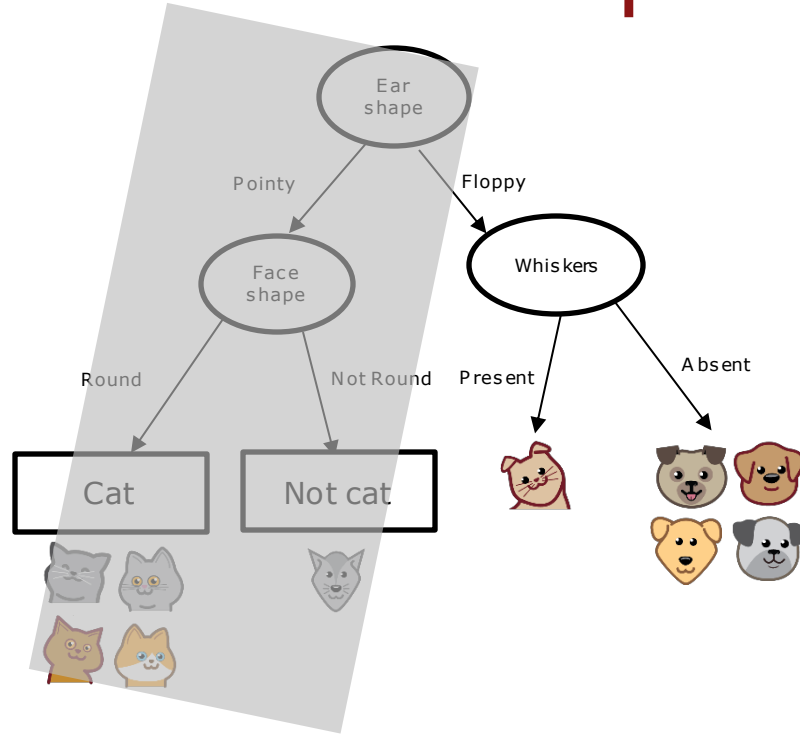 Ear
shape
Pointy
Floppy
Face
shape
Whiskers
Round
Not Round
Present
Absent
Cat
Not cat